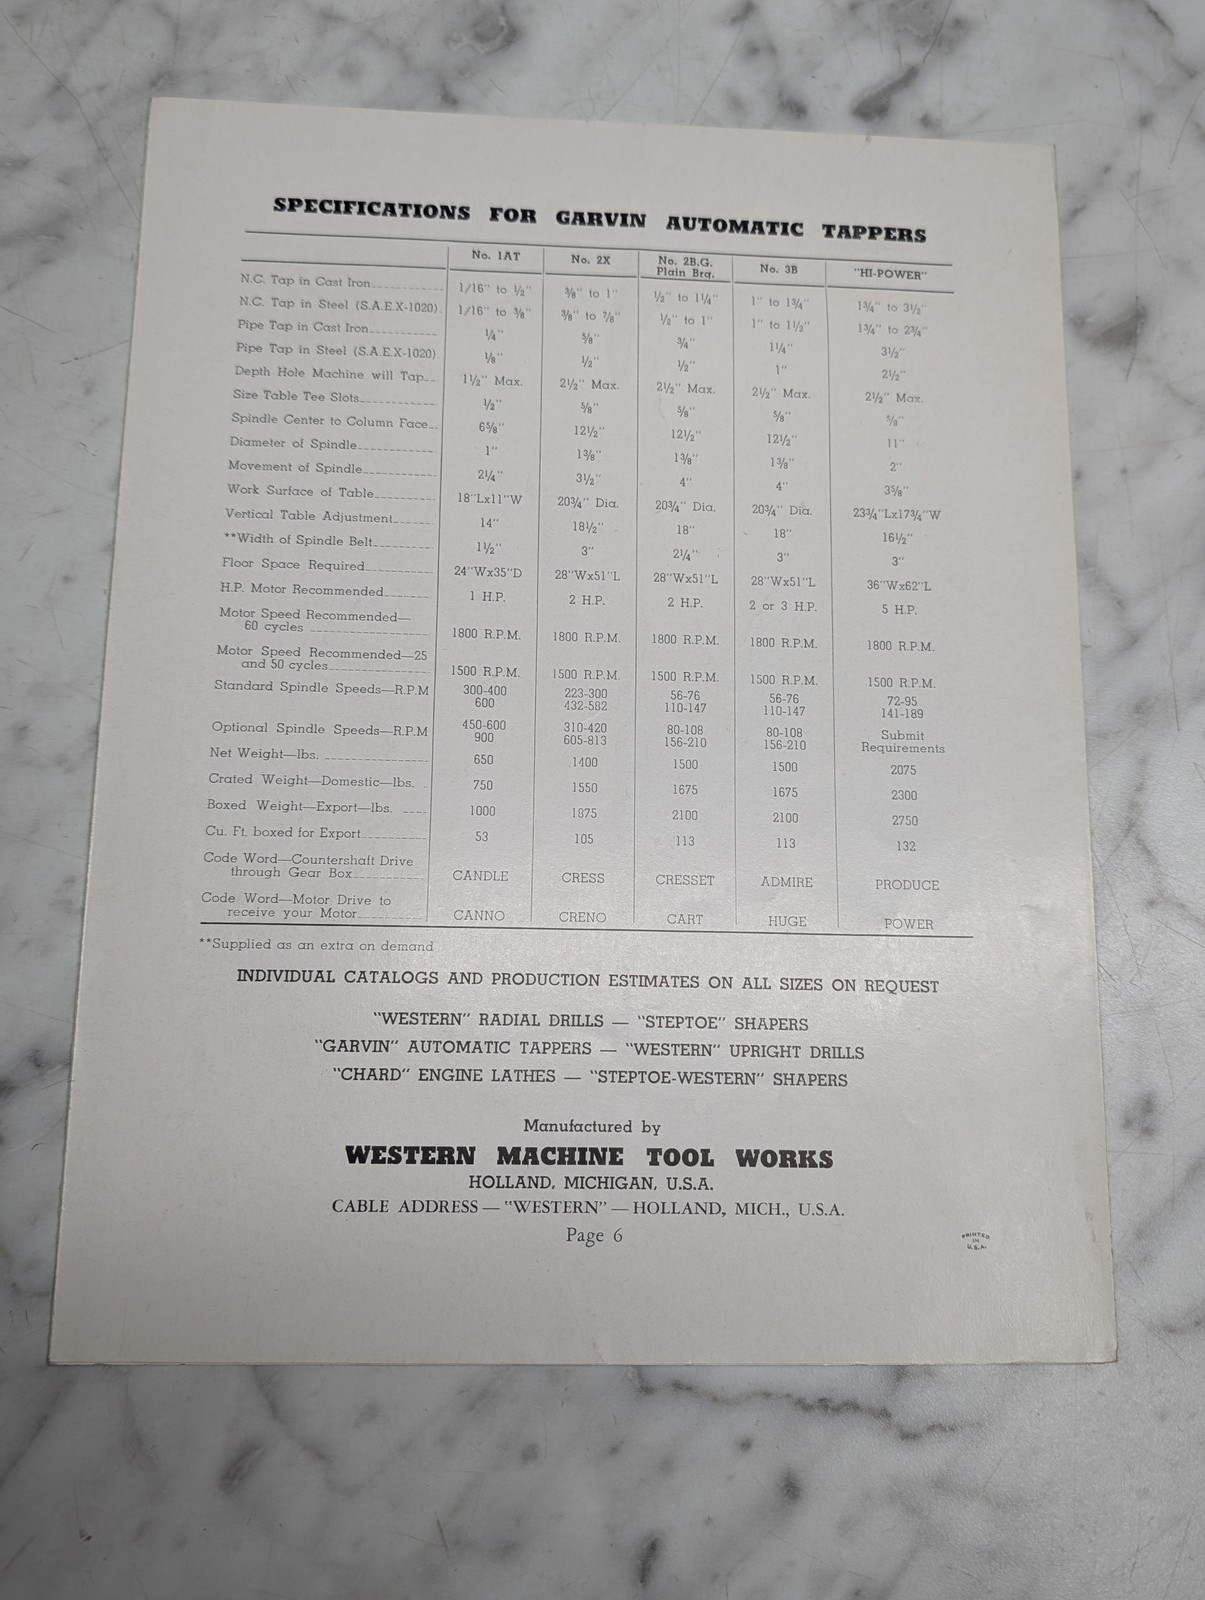 SPECIFICATIONS FOR GARVIN AUTOMATIC TAPPERS
No. 1AT No. 2X No. 2B.G. Plain Brg. No. 3B "HI-POWER"
N.C. Tap in Cast Iron 1/16" to ½" ⅜" to 1" ½" to 1¼" 1" to 1¾" 1¾" to 3½"
N.C. Tap in Steel (S.A.E.X-1020) 1/16" to ⅜" ⅜" to ⅞" ½" to 1" 1" to 1½" 1¾" to 2¾"
Pipe Tap in Cast Iron ¼" ⅝" ¾" 1¼" 3½"
Pipe Tap in Steel (S.A.E.X-1020) ⅛" ½" ½" 1" 2½"
Depth Hole Machine will Tap 1½" Max. 2½" Max. 2½" Max. 2½" Max. 2½" Max.
Size Table Tee Slots ½" ⅝" ⅝" ⅝" ⅝"
Spindle Center to Column Face 6⅝" 12½" 12½" 12½" 11"
Diameter of Spindle 1" 1⅜" 1⅜" 1⅜" 2"
Movement of Spindle 2¼" 3½" 4" 4" 3⅝"
Work Surface of Table 18"Lx11"W 20¾" Dia. 20¾" Dia. 20¾" Dia. 23¾"Lx17¾"W
Vertical Table Adjustment 14" 18½" 18" 18" 16½"
**Width of Spindle Belt 1½" 3" 2¼" 3" 3"
Floor Space Required 24"Wx35"D 28"Wx51"L 28"Wx51"L 28"Wx51"L 36"Wx62"L
H.P. Motor Recommended 1 H.P. 2 H.P. 2 H.P. 2 or 3 H.P. 5 H.P.
Motor Speed Recommended—
60 cycles 1800 R.P.M. 1800 R.P.M. 1800 R.P.M. 1800 R.P.M. 1800 R.P.M.
Motor Speed Recommended—25
and 50 cycles 1500 R.P.M. 1500 R.P.M. 1500 R.P.M. 1500 R.P.M. 1500 R.P.M.
Standard Spindle Speeds—R.P.M 300-400 223-300 56-76 56-76 72-95
600 432-582 110-147 110-147 141-189
Optional Spindle Speeds—R.P.M 450-600 310-420 80-108 80-108 Submit
900 605-813 156-210 156-210 Requirements
Net Weight—lbs. 650 1400 1500 1500 2075
Crated Weight—Domestic—lbs. 750 1550 1675 1675 2300
Boxed Weight—Export—lbs. 1000 1875 2100 2100 2750
Cu. Ft. boxed for Export 53 105 113 113 132
Code Word—Countershaft Drive
through Gear Box CANDLE CRESS CRESSET ADMIRE PRODUCE
Code Word—Motor Drive to
receive your Motor CANNO CRENO CART HUGE POWER
**Supplied as an extra on demand
INDIVIDUAL CATALOGS AND PRODUCTION ESTIMATES ON ALL SIZES ON REQUEST
"WESTERN" RADIAL DRILLS — "STEPTOE" SHAPERS
"GARVIN" AUTOMATIC TAPPERS — "WESTERN" UPRIGHT DRILLS
"CHARD" ENGINE LATHES — "STEPTOE-WESTERN" SHAPERS
Manufactured by
WESTERN MACHINE TOOL WORKS
HOLLAND, MICHIGAN, U.S.A.
CABLE ADDRESS — "WESTERN" — HOLLAND, MICH., U.S.A.
Page 6
PRINTED
IN
U.S.A.